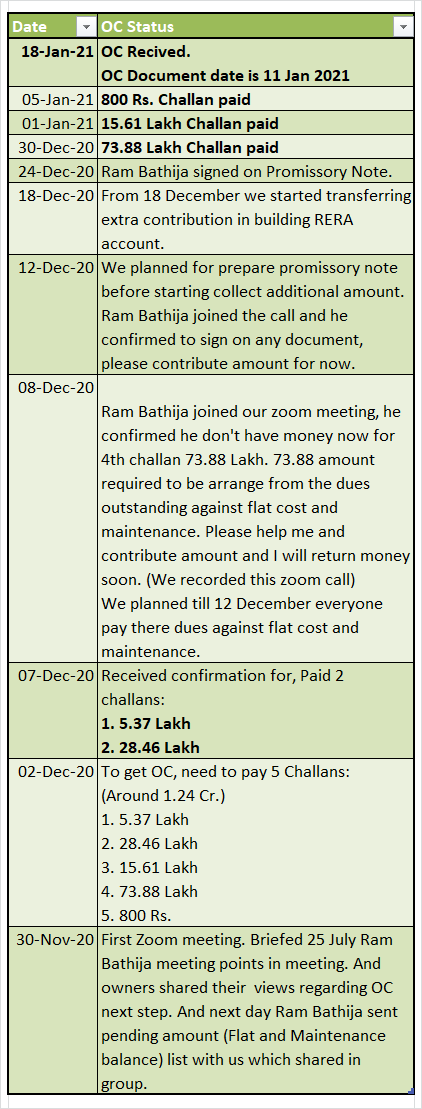 Date OC Status
18-Jan-21 OC Recived.
OC Document date is 11 Jan 2021
05-Jan-21 800 Rs. Challan paid
01-Jan-21 15.61 Lakh Challan paid
30-Dec-20 73.88 Lakh Challan paid
24-Dec-20 Ram Bathija signed on Promissory Note.
18-Dec-20 From 18 December we started transferring
extra contribution in building RERA
account.
12-Dec-20 We planned for prepare promissory note
before starting collect additional amount.
Ram Bathija joined the call and he
confirmed to sign on any document,
please contribute amount for now.
08-Dec-20
Ram Bathija joined our zoom meeting, he
confirmed he don't have money now for
4th challan 73.88 Lakh. 73.88 amount
required to be arrange from the dues
outstanding against flat cost and
maintenance. Please help me and
contribute amount and I will return money
soon. (We recorded this zoom call)
We planned till 12 December everyone
pay there dues against flat cost and
maintenance.
07-Dec-20 Received confirmation for, Paid 2
challans:
1. 5.37 Lakh
2. 28.46 Lakh
02-Dec-20 To get OC, need to pay 5 Challans:
(Around 1.24 Cr.)
1. 5.37 Lakh
2. 28.46 Lakh
3. 15.61 Lakh
4. 73.88 Lakh
5. 800 Rs.
30-Nov-20 First Zoom meeting. Briefed 25 July Ram
Bathija meeting points in meeting. And
owners shared their views regarding OC
next step. And next day Ram Bathija sent
pending amount (Flat and Maintenance
balance) list with us which shared in
group.